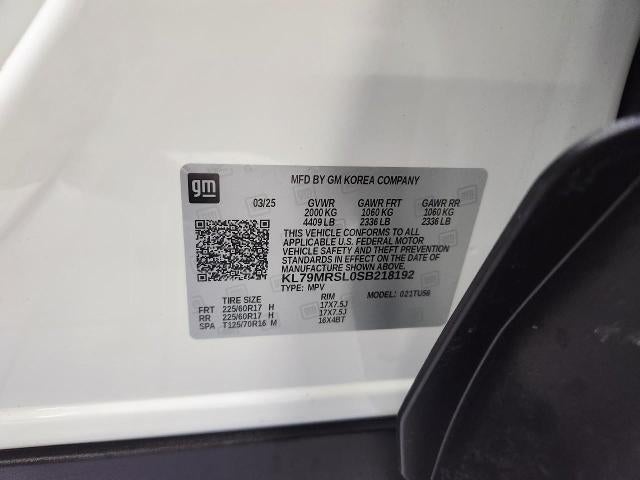 gm
MFD BY GM KOREA COMPANY
03/25 GVWR GAWR FRT GAWR RR
2000 KG 1060 KG 1060 KG
4409 LB 2336 LB 2336 LB
THIS VEHICLE CONFORMS TO ALL
APPLICABLE U.S. FEDERAL MOTOR
VEHICLE SAFETY AND THEFT PREVENTION
STANDARDS IN EFFECT ON THE DATE OF
MANUFACTURE SHOWN ABOVE.
KL79MRSL0SB218192
TYPE: MPV MODEL: 021TU56
TIRE SIZE RIM
FRT 225/60R17 H 17X7.5J
RR 225/60R17 H 17X7.5J
SPA T125/70R16 M 16X4BT